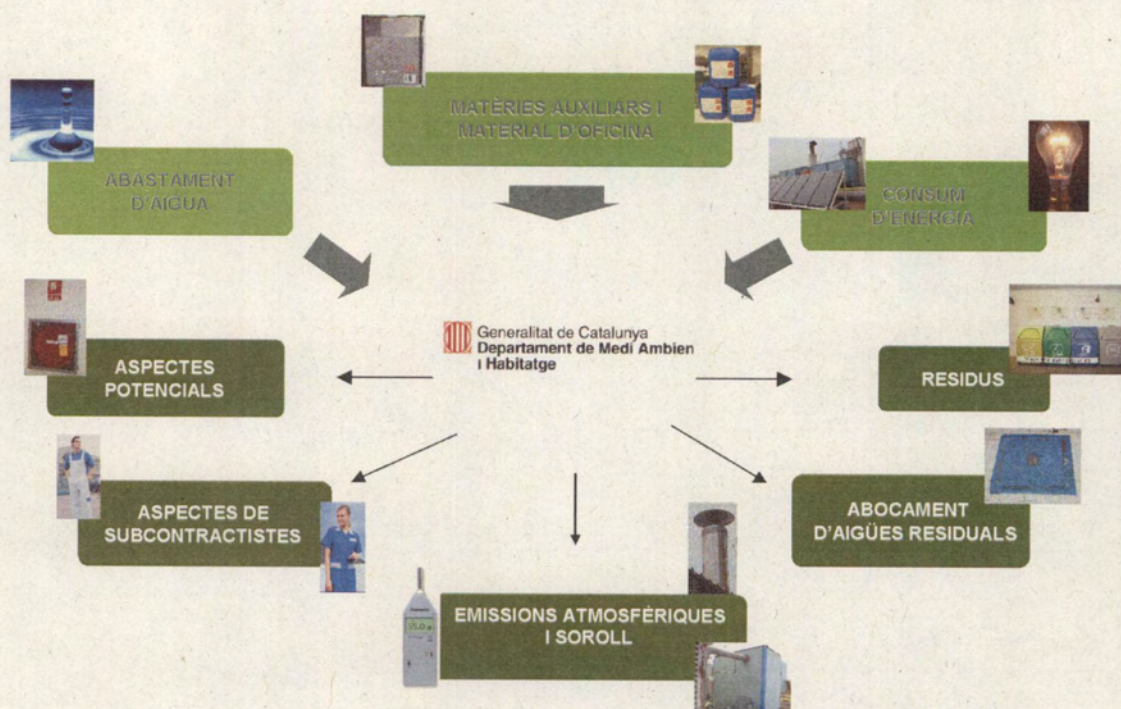 MATÈRIES AUXILIARS I
MATERIAL D'OFICINA
ABASTAMENT
D'AIGUA
CONSUM
D'ENERGIA
Generalitat de Catalunya
Departament de Medi Ambien
i Habitatge
ASPECTES
POTENCIALS
RESIDUS
ASPECTES DE
SUBCONTRACTISTES
ABOCAMENT
D'AIGÜES RESIDUALS
EMISSIONS ATMOSFÈRIQUES
I SOROLL